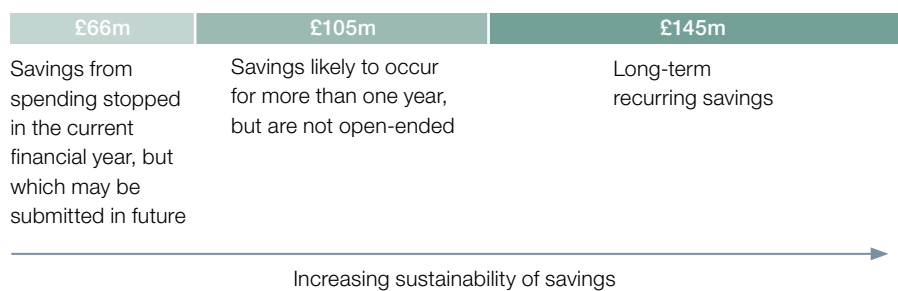 £66m
£105m
£145m
Savings from
spending stopped
in the current
financial year, but
which may be
submitted in future
Savings likely to occur
for more than one year,
but are not open-ended
Long-term
recurring savings
Increasing sustainability of savings